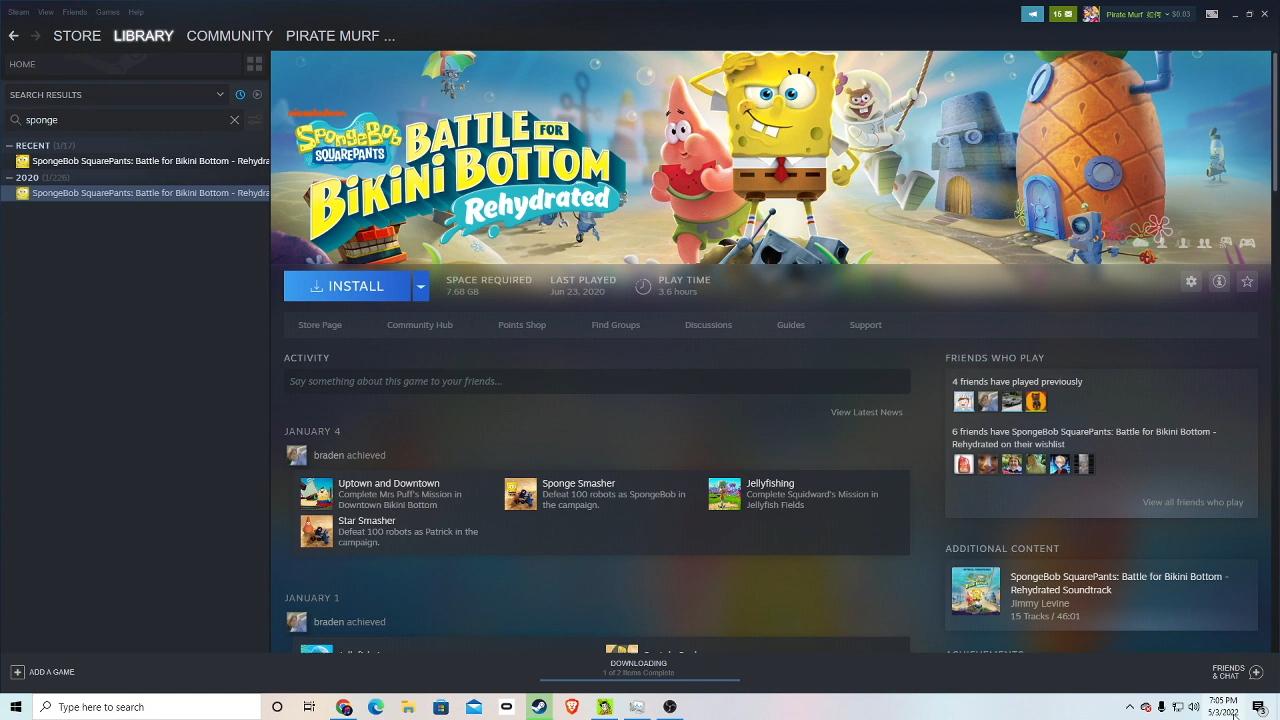 Steam View Friends Games Help
15
Pirate Murf 如何 $0.03
STORE LIBRARY COMMUNITY PIRATE MURF ...
HOME
SEARCH RESULTS
sponge
RECENT (1/17)
SpongeBob SquarePants: Battle for Bikini Bottom - Rehydra
2020 (1/226)
SpongeBob SquarePants: Battle for Bikini Bottom - Rehydra
nickelodeon
SPONGEBOB
SQUAREPANTS
BATTLE FOR
BIKINI BOTTOM
Rehydrated
INSTALL
SPACE REQUIRED
7.68 GB
LAST PLAYED
Jun 23, 2020
PLAY TIME
3.6 hours
Store Page Community Hub Points Shop Find Groups Discussions Guides Support
ACTIVITY
Say something about this game to your friends...
View Latest News
JANUARY 4
braden achieved
Uptown and Downtown
Complete Mrs Puff's Mission in
Downtown Bikini Bottom
Sponge Smasher
Defeat 100 robots as SpongeBob in
the campaign.
Jellyfishing
Complete Squidward's Mission in
Jellyfish Fields
Star Smasher
Defeat 100 robots as Patrick in the
campaign.
JANUARY 1
braden achieved
FRIENDS WHO PLAY
4 friends have played previously
6 friends have SpongeBob SquarePants: Battle for Bikini Bottom -
Rehydrated on their wishlist
View all friends who play
ADDITIONAL CONTENT
SpongeBob SquarePants: Battle for Bikini Bottom -
Rehydrated Soundtrack
Jimmy Levine
15 Tracks / 46:01
ADD A GAME
DOWNLOADING
1 of 2 Items Complete
FRIENDS
& CHAT
Type here to search
7:05 PM